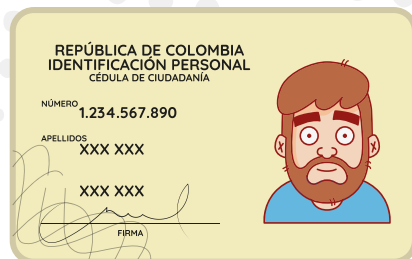 REPÚBLICA DE COLOMBIA
IDENTIFICACIÓN PERSONAL
CÉDULA DE CIUDADANÍA
NÚMERO 1.234.567.890
APELLIDOS
XXX XXX
XXX XXX
FIRMA